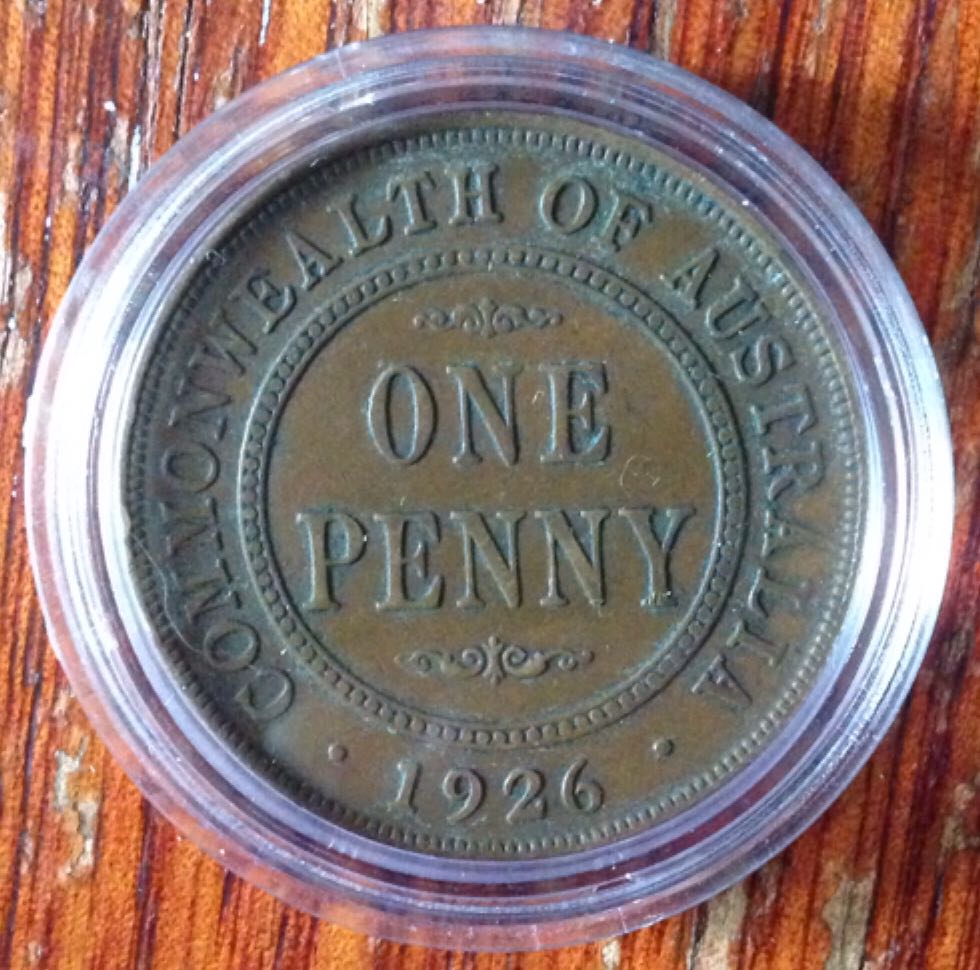 COMMONWEALTH OF AUSTRALIA
ONE
PENNY
· 1926 ·